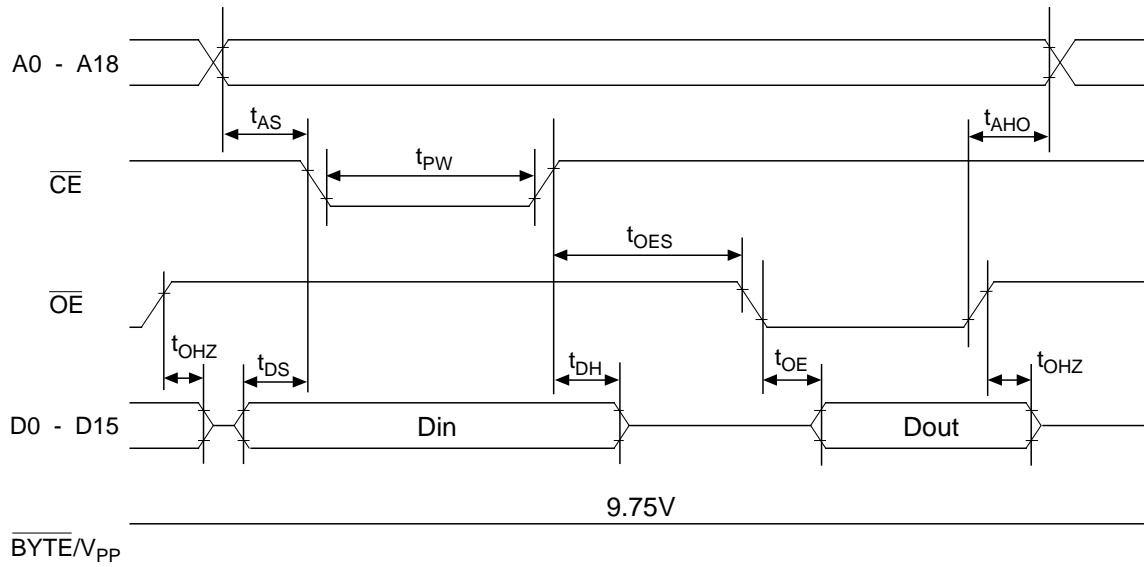 A0 - A18
tAS
tAHO
CE
tPW
tOES
OE
tOHZ
tDS
tDH
tOE
tOHZ
D0 - D15
Din
Dout
9.75V
BYTE/VPP